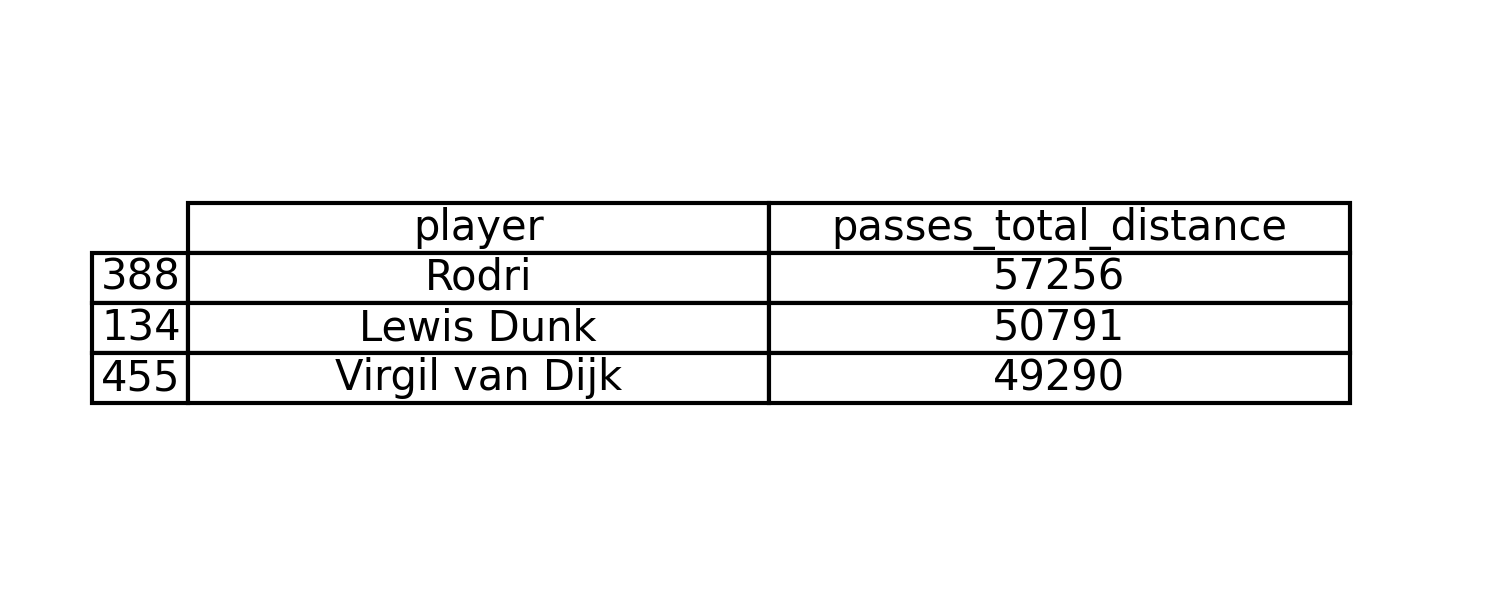 player passes_total_distance
388 Rodri 57256
134 Lewis Dunk 50791
455 Virgil van Dijk 49290